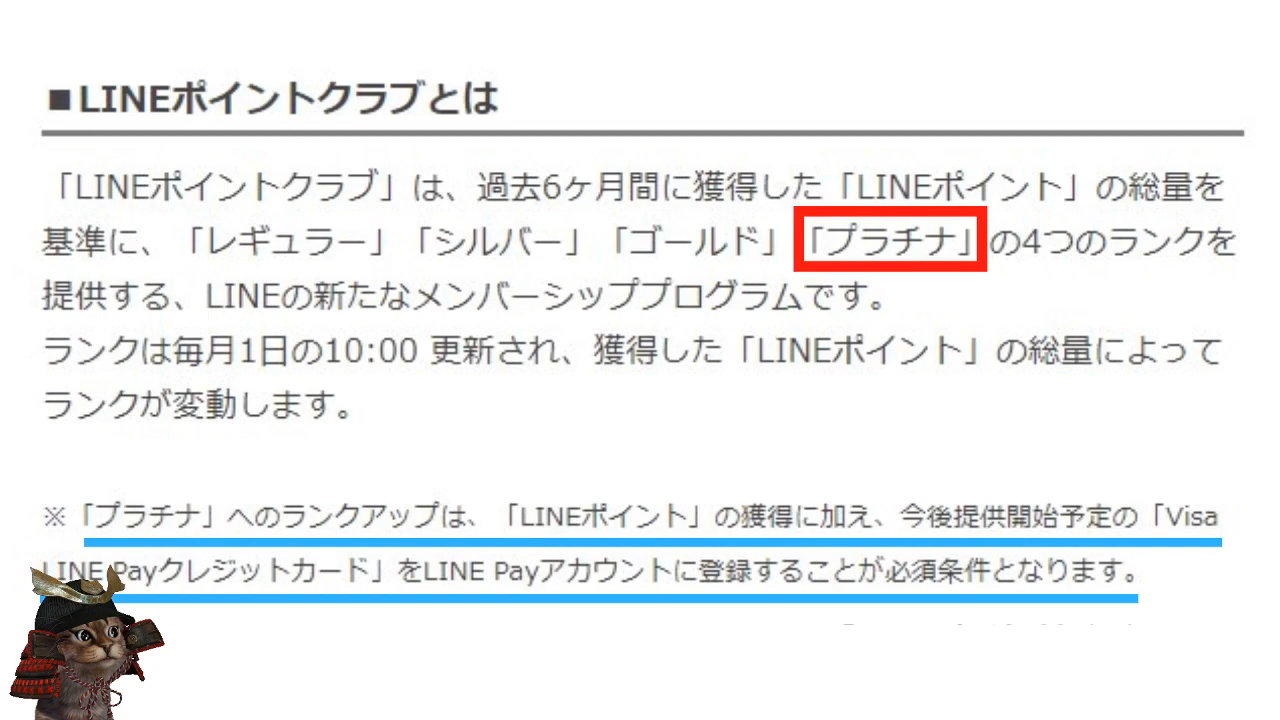 ■LINEポイントクラブとは
「LINEポイントクラブ」は、過去6ヶ月間に獲得した「LINEポイント」の総量を
基準に、「レギュラー」「シルバー」「ゴールド」「プラチナ」の4つのランクを
提供する、LINEの新たなメンバーシッププログラムです。
ランクは毎月1日の10:00 更新され、獲得した「LINEポイント」の総量によって
ランクが変動します。
※「プラチナ」へのランクアップは、「LINEポイント」の獲得に加え、今後提供開始予定の「Visa
LINE Payクレジットカード」をLINE Payアカウントに登録することが必須条件となります。